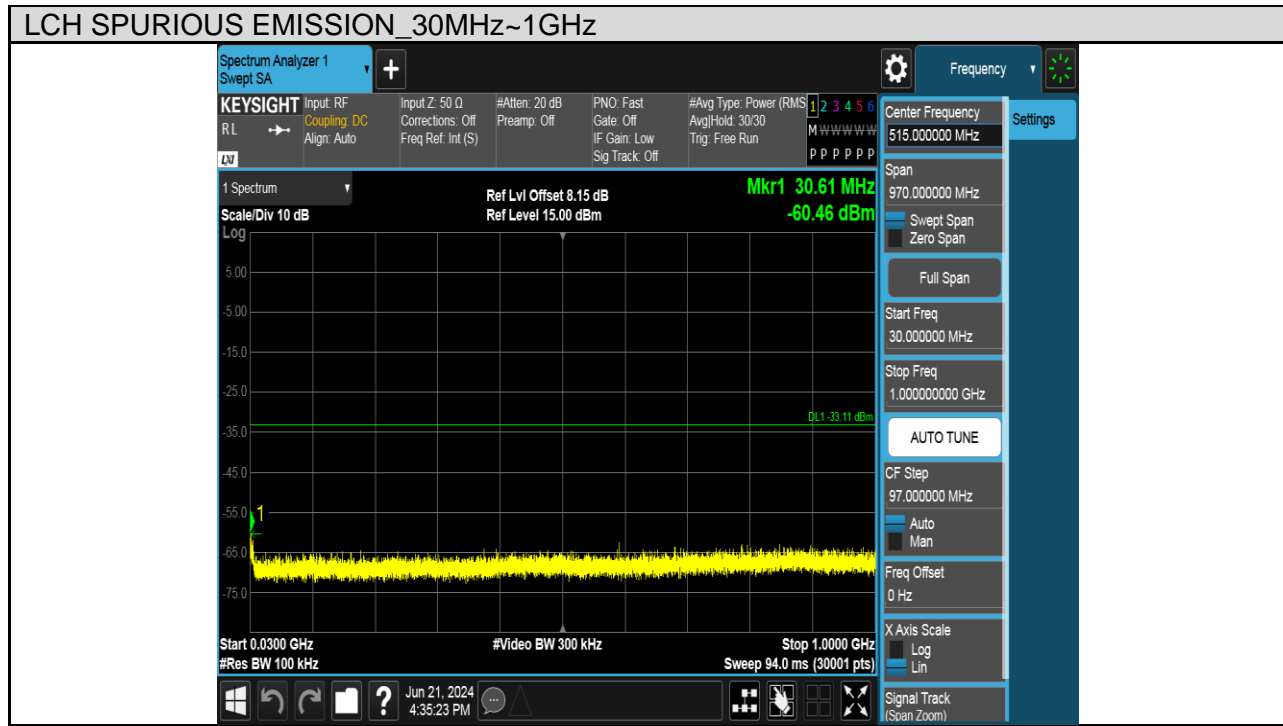 LCH SPURIOUS EMISSION_30MHz~1GHz
Spectrum Analyzer 1
Swept SA
+
Frequency
KEYSIGHT
RL
LXI
Input: RF
Coupling: DC
Align: Auto
Input Z: 50 Ω
Corrections: Off
Freq Ref: Int (S)
#Atten: 20 dB
Preamp: Off
PNO: Fast
Gate: Off
IF Gain: Low
Sig Track: Off
#Avg Type: Power (RMS
Avg|Hold: 30/30
Trig: Free Run
1 2 3 4 5 6
M W W W W W
P P P P P P
1 Spectrum
Scale/Div 10 dB
Log
Ref Lvl Offset 8.15 dB
Ref Level 15.00 dBm
Mkr1 30.61 MHz
-60.46 dBm
5.00
-5.00
-15.0
-25.0
DL1 -33.11 dBm
-35.0
-45.0
-55.0
1
-65.0
-75.0
Start 0.0300 GHz
#Video BW 300 kHz
Stop 1.0000 GHz
#Res BW 100 kHz
Sweep 94.0 ms (30001 pts)
?
Jun 21, 2024
4:35:23 PM
Center Frequency
515.000000 MHz
Settings
Span
970.000000 MHz
Swept Span
Zero Span
Full Span
Start Freq
30.000000 MHz
Stop Freq
1.000000000 GHz
AUTO TUNE
CF Step
97.000000 MHz
Auto
Man
Freq Offset
0 Hz
X Axis Scale
Log
Lin
Signal Track
(Span Zoom)